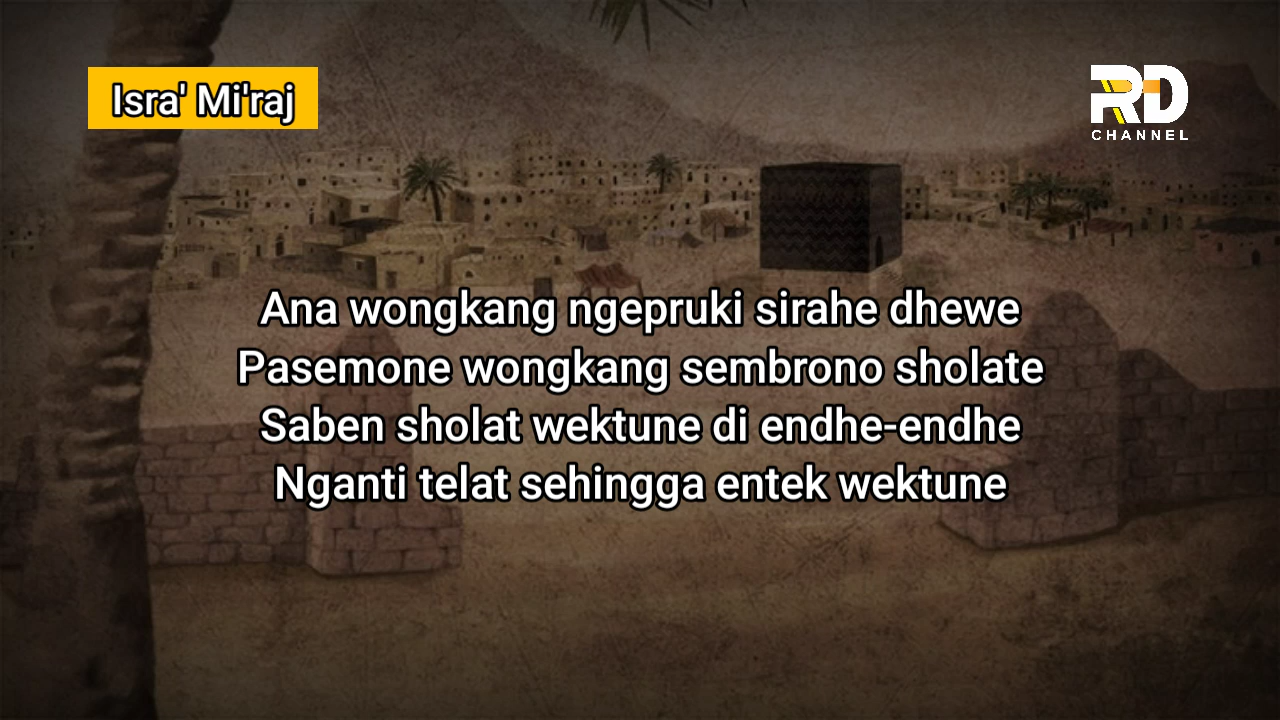 Isra' Mi'raj
RD
CHANNEL
Ana wongkang ngepruki sirahe dhewe
Pasemone wongkang sembrono sholate
Saben sholat wektune di endhe-endhe
Nganti telat sehingga entek wektune